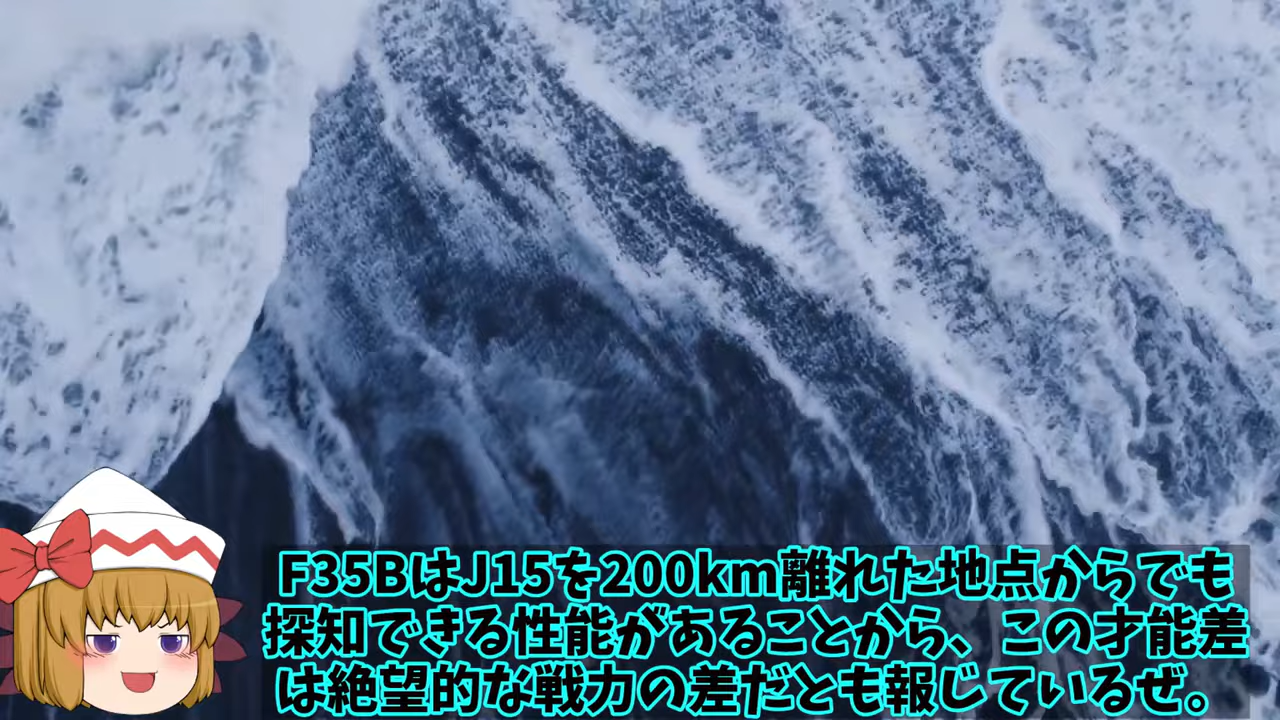 F35BはJ15を200km離れた地点からでも
探知できる性能があることから、この才能差
は絶望的な戦力の差だとも報じているぜ。